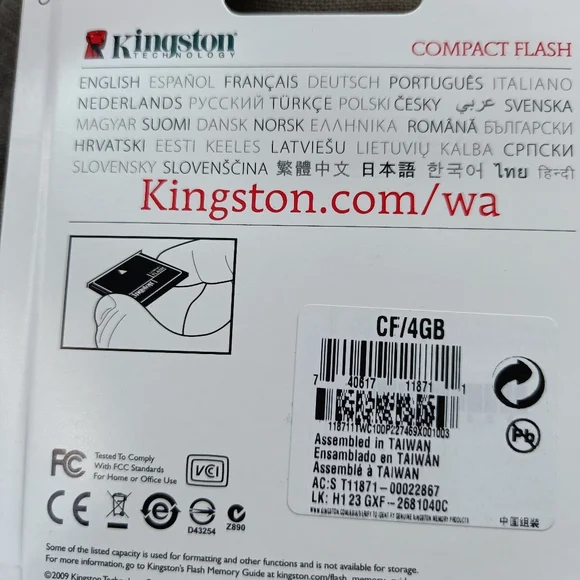 Kingston
TECHNOLOGY
COMPACT FLASH
ENGLISH ESPAÑOL FRANÇAIS DEUTSCH PORTUGUÊS ITALIANO
NEDERLANDS РУССКИЙ TÜRKÇE POLSKI ČESKY عربي SVENSKA
MAGYAR SUOMI DANSK NORSK ΕΛΛΗΝΙΚΑ ROMÂNĂ БЪЛГАРСКИ
HRVATSKI EESTI KEELES LATVIEŠU LIETUVIŲ KALBA СРПСКИ
SLOVENSKY SLOVENŠČINA 繁體中文 日本語 한국어 ไทย हिन्दी
Kingston.com/wa
CF/4GB
7 40617 11871 1
1187111WC100P227469X001003
Assembled in TAIWAN
Ensamblado en TAIWAN
Assemblé à TAIWAN
AC:S T11871-00022867
LK: H123 GXF-2681040C
Pb
中国组装
FC
Tested To Comply
With FCC Standards
For Home or Office Use
VCI
CE
D43254
Z890
Some of the listed capacity is used for formatting and other functions and is not available for storage.
For more information, go to Kingston's Flash Memory Guide at kingston.com/flash_memory
©2009 Kingston